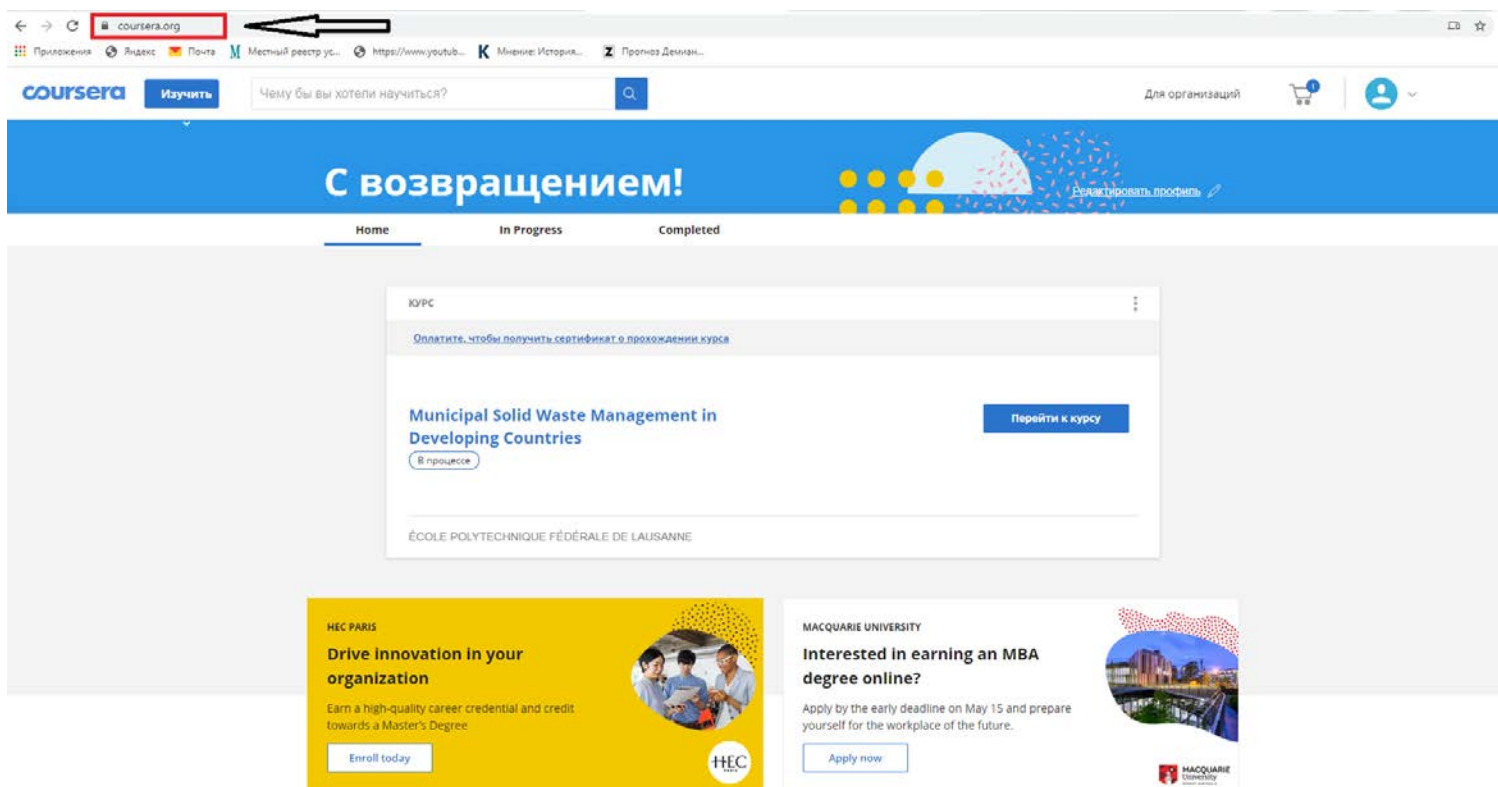 coursera.org
Приложения Яндекс Почта Местный реестр ус... https://www.youtub... Мнение: История... Прогноз Демиан...
coursera Изучить Чему бы вы хотели научиться? Для организаций 1
С возвращением!
Редактировать профиль
Home In Progress Completed
КУРС
Оплатите, чтобы получить сертификат о прохождении курса
Municipal Solid Waste Management in
Developing Countries
Перейти к курсу
В процессе
ÉCOLE POLYTECHNIQUE FÉDÉRALE DE LAUSANNE
HEC PARIS
Drive innovation in your
organization
Earn a high-quality career credential and credit
towards a Master's Degree
Enroll today
HEC
PARIS
MACQUARIE UNIVERSITY
Interested in earning an MBA
degree online?
Apply by the early deadline on May 15 and prepare
yourself for the workplace of the future.
Apply now
MACQUARIE
University